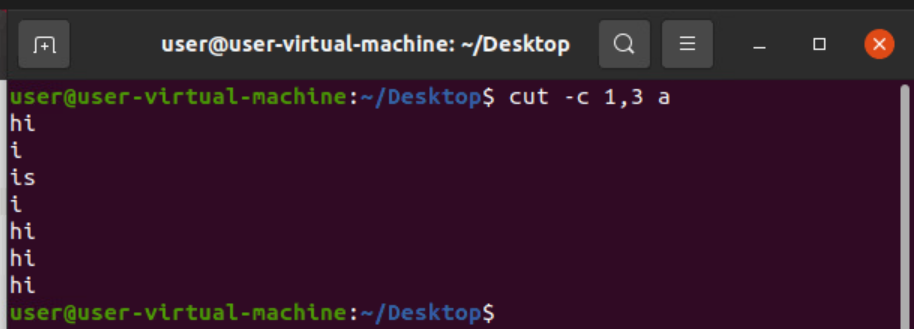 user@user-virtual-machine: ~/Desktop
user@user-virtual-machine:~/Desktop$ cut -c 1,3 a
hi
i
is
i
hi
hi
hi
user@user-virtual-machine:~/Desktop$